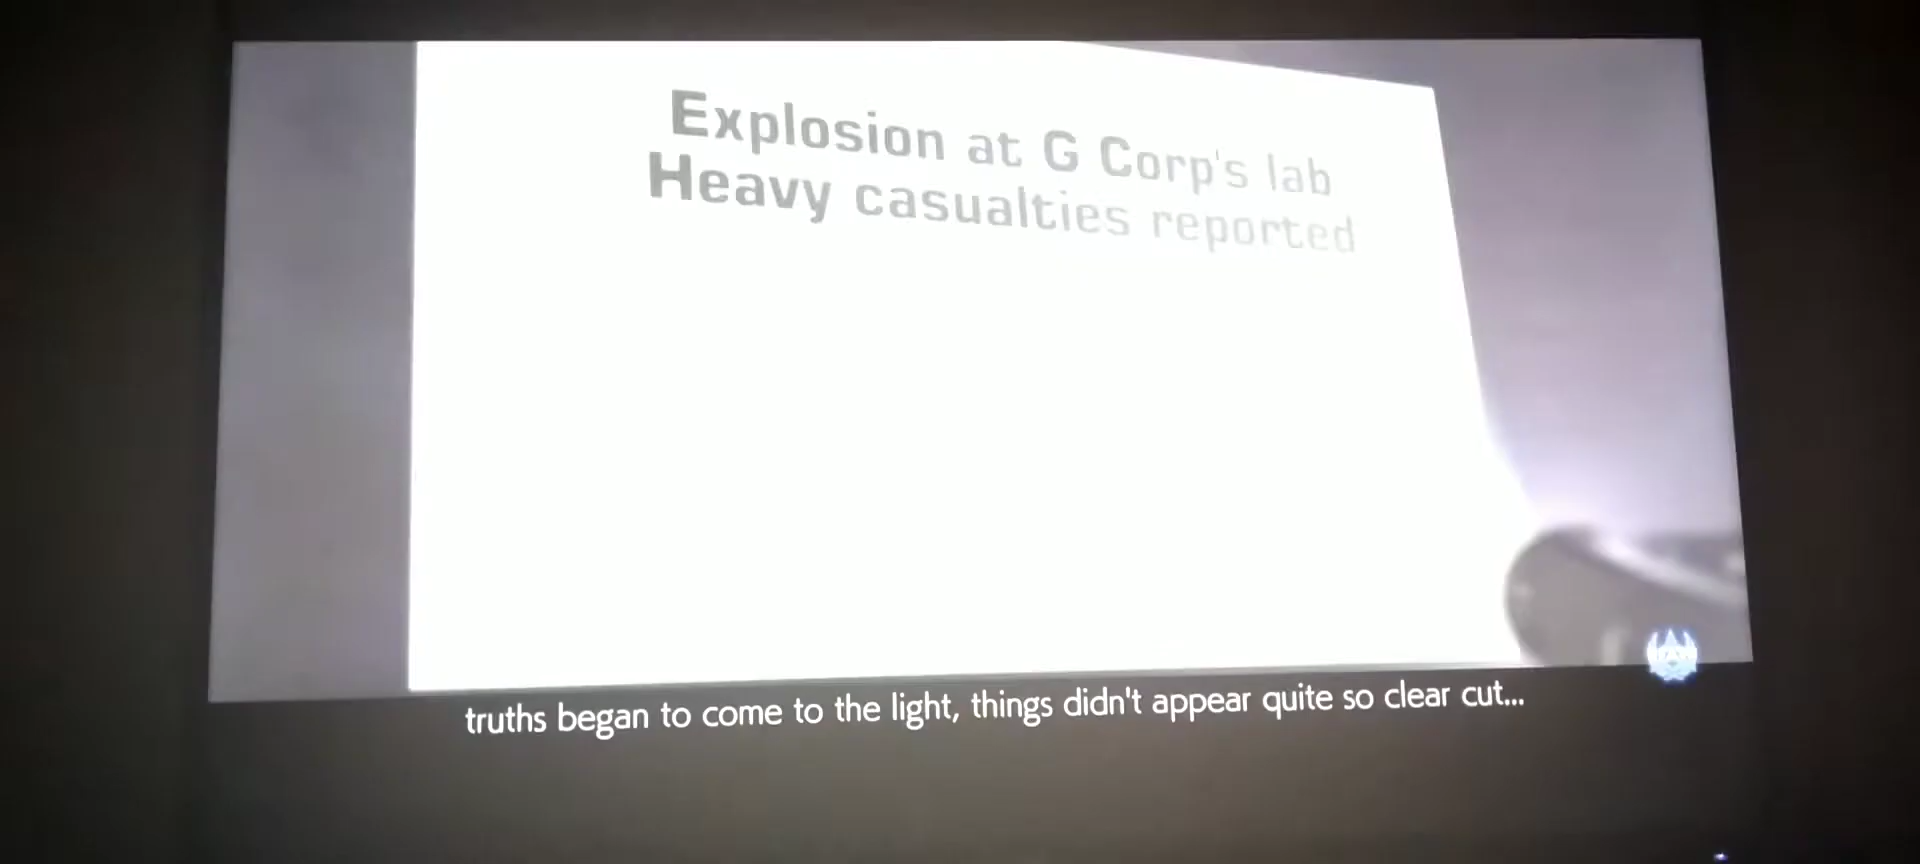 Explosion at G Corp's lab
Heavy casualties reported
truths began to come to the light, things didn't appear quite so clear cut...